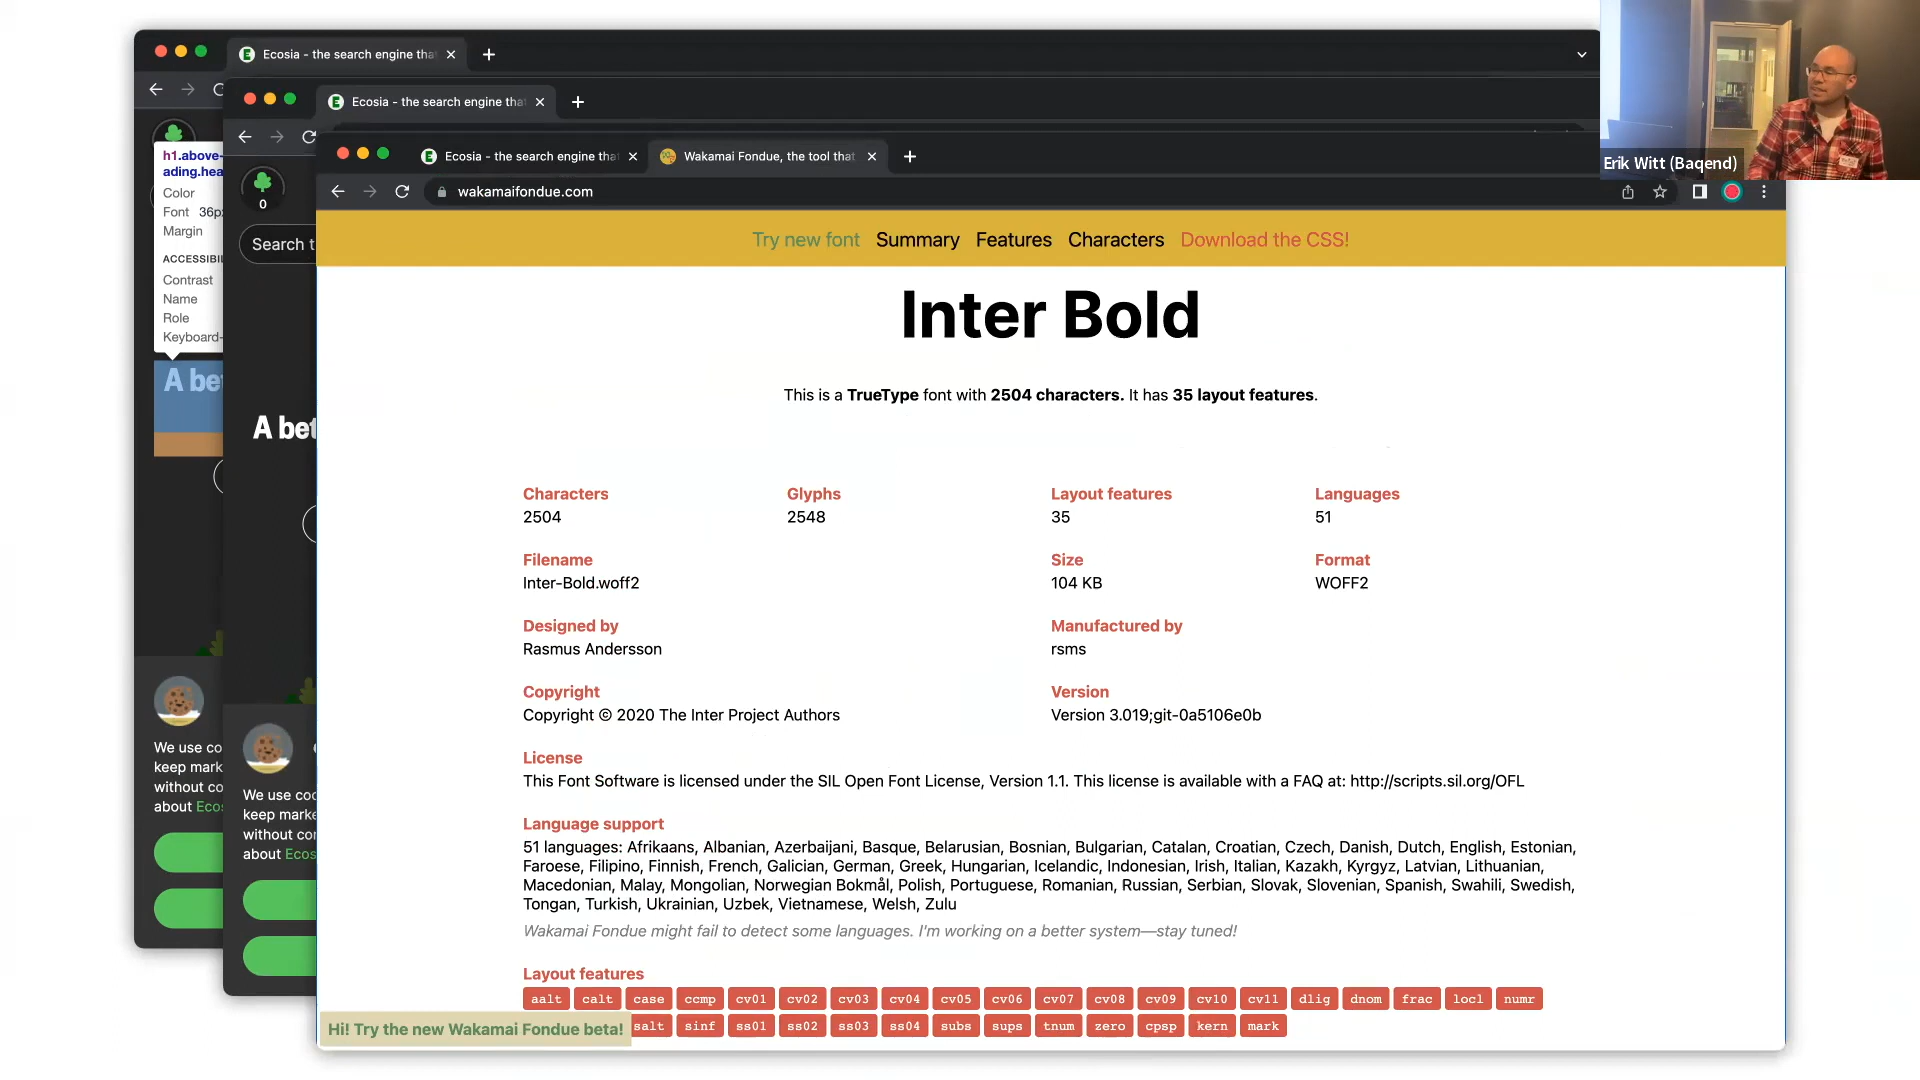 Ecosia - the search engine tha
Ecosia - the search engine tha
Ecosia - the search engine that
Wakamai Fondue, the tool that
wakamaifondue.com
Erik Witt (Baqend)
h1.above-
ading.hea
Color
Font 36p
Margin
ACCESSIBIL
Contrast
Name
Role
Keyboard-
A be
We use co
keep mark
without co
about Ecos
0
Search t
A bet
We use coo
keep marke
without con
about Ecos
Try new font Summary Features Characters Download the CSS!
Inter Bold
This is a TrueType font with 2504 characters. It has 35 layout features.
Characters Glyphs Layout features Languages
2504 2548 35 51
Filename Size Format
Inter-Bold.woff2 104 KB WOFF2
Designed by Manufactured by
Rasmus Andersson rsms
Copyright Version
Copyright © 2020 The Inter Project Authors Version 3.019;git-0a5106e0b
License
This Font Software is licensed under the SIL Open Font License, Version 1.1. This license is available with a FAQ at: http://scripts.sil.org/OFL
Language support
51 languages: Afrikaans, Albanian, Azerbaijani, Basque, Belarusian, Bosnian, Bulgarian, Catalan, Croatian, Czech, Danish, Dutch, English, Estonian,
Faroese, Filipino, Finnish, French, Galician, German, Greek, Hungarian, Icelandic, Indonesian, Irish, Italian, Kazakh, Kyrgyz, Latvian, Lithuanian,
Macedonian, Malay, Mongolian, Norwegian Bokmål, Polish, Portuguese, Romanian, Russian, Serbian, Slovak, Slovenian, Spanish, Swahili, Swedish,
Tongan, Turkish, Ukrainian, Uzbek, Vietnamese, Welsh, Zulu
Wakamai Fondue might fail to detect some languages. I'm working on a better system—stay tuned!
Layout features
aalt calt case ccmp cv01 cv02 cv03 cv04 cv05 cv06 cv07 cv08 cv09 cv10 cv11 dlig dnom frac locl numr
salt sinf ss01 ss02 ss03 ss04 subs sups tnum zero cpsp kern mark
Hi! Try the new Wakamai Fondue beta!